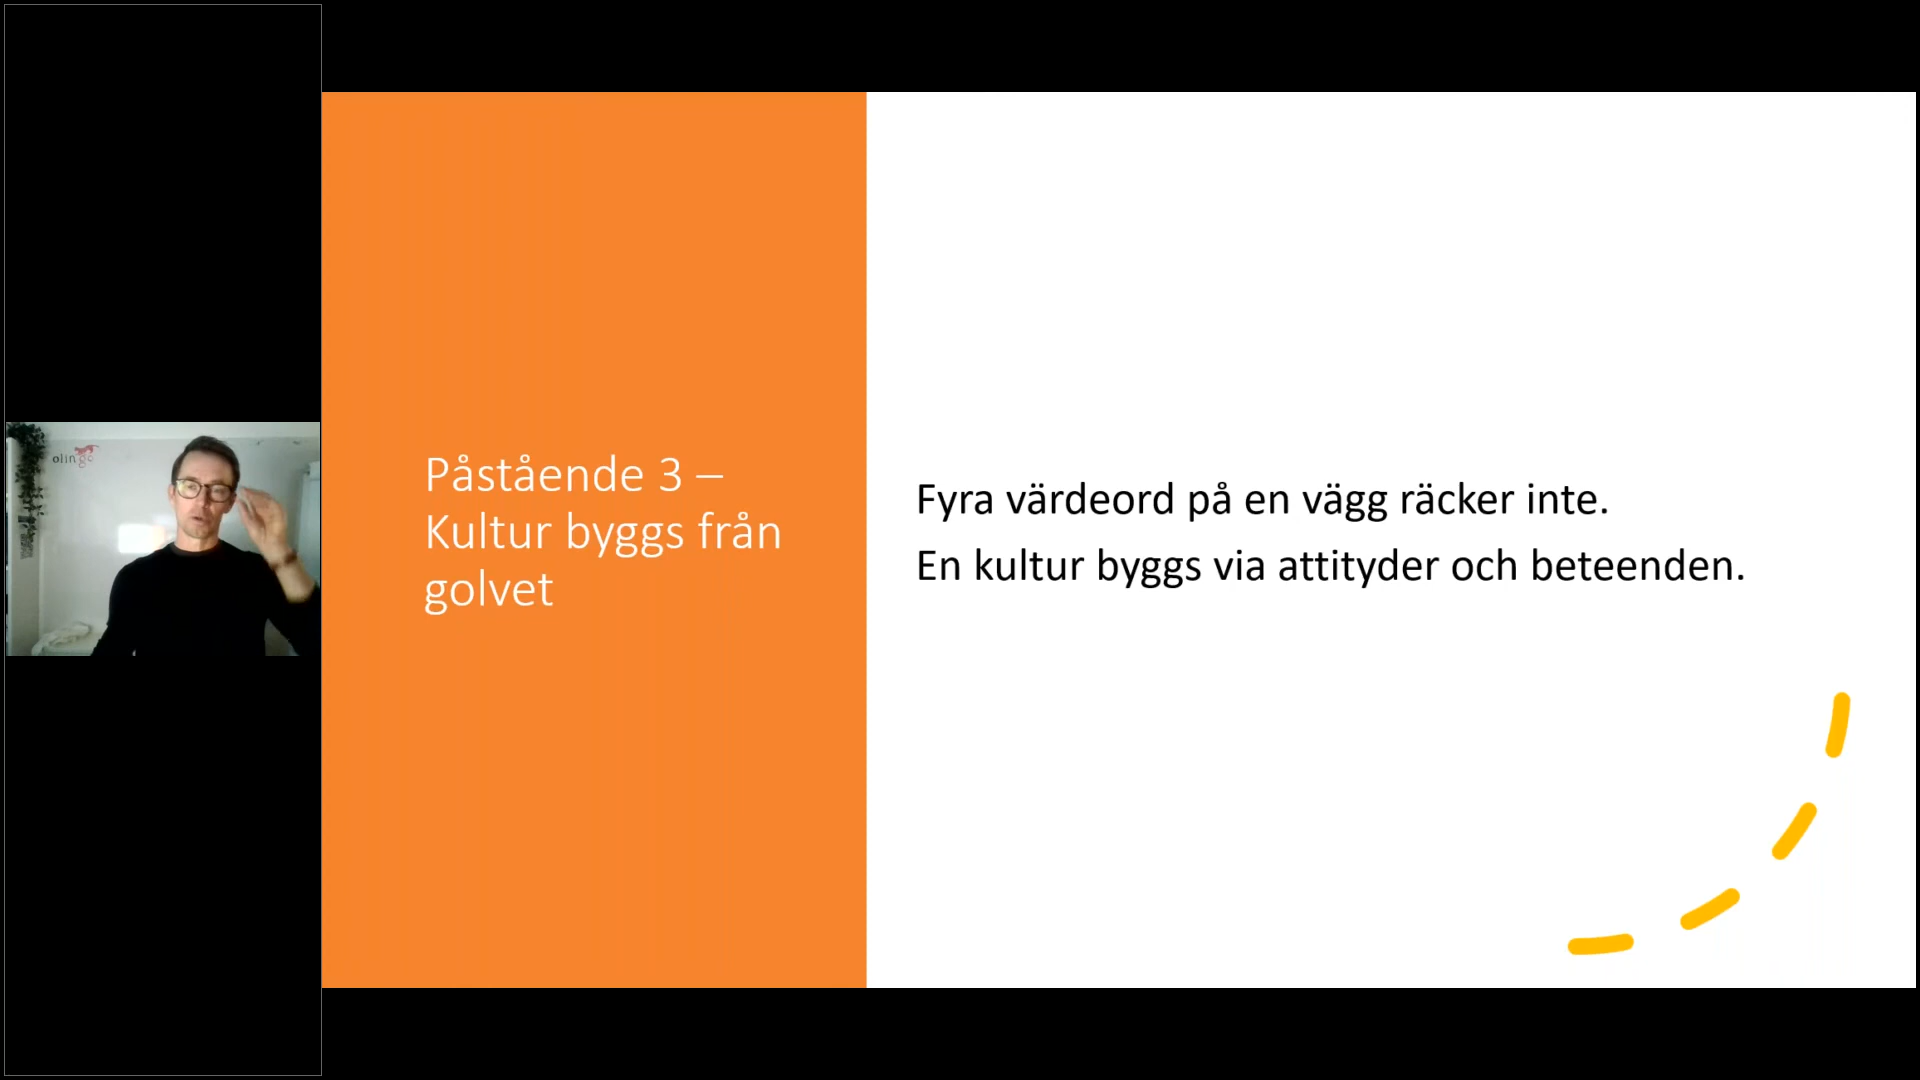 olingo
Påstående 3 –
Kultur byggs från
golvet
Fyra värdeord på en vägg räcker inte.
En kultur byggs via attityder och beteenden.